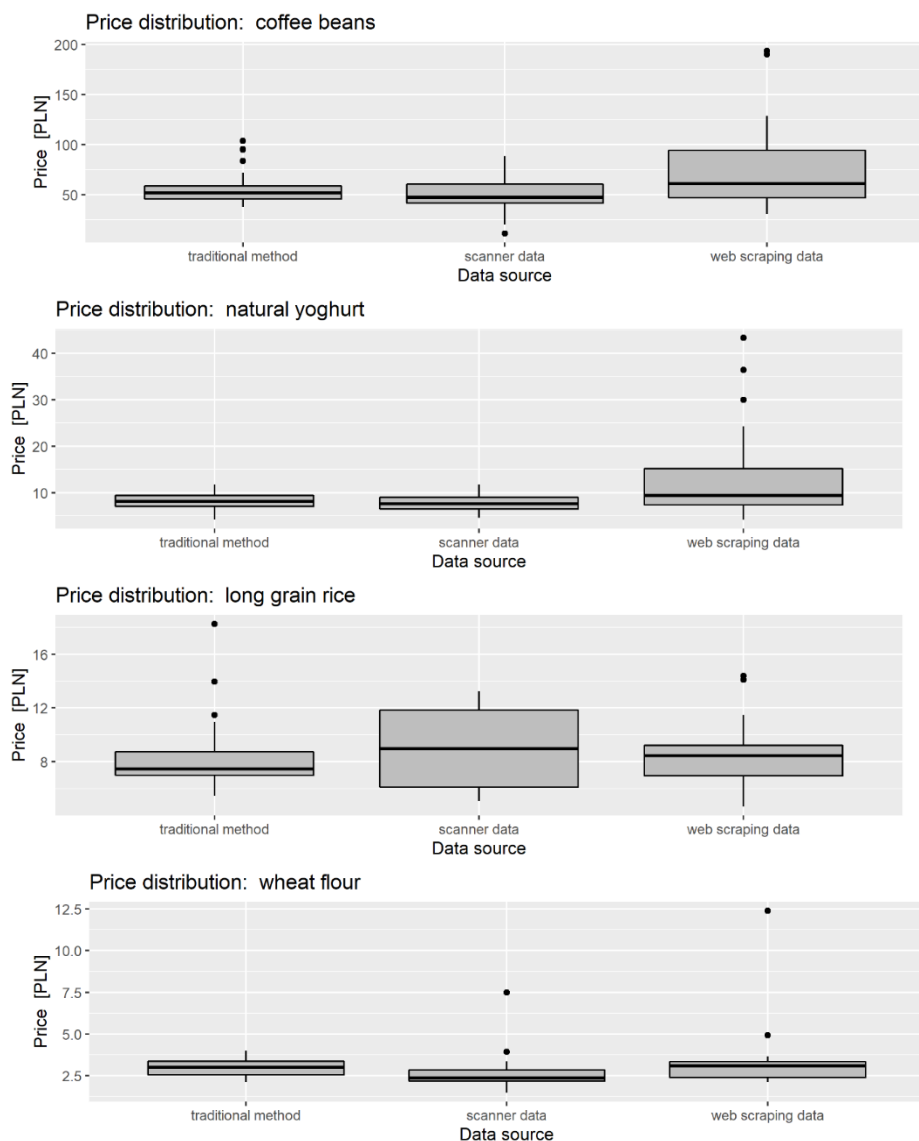 Price distribution:  coffee beans
200
150
100
50
Price  [PLN]
traditional method
scanner data
web scraping data
Data source
Price distribution:  natural yoghurt
40
30
20
10
Price  [PLN]
traditional method
scanner data
web scraping data
Data source
Price distribution:  long grain rice
16
12
8
Price  [PLN]
traditional method
scanner data
web scraping data
Data source
Price distribution:  wheat flour
12.5
10.0
7.5
5.0
2.5
Price  [PLN]
traditional method
scanner data
web scraping data
Data source